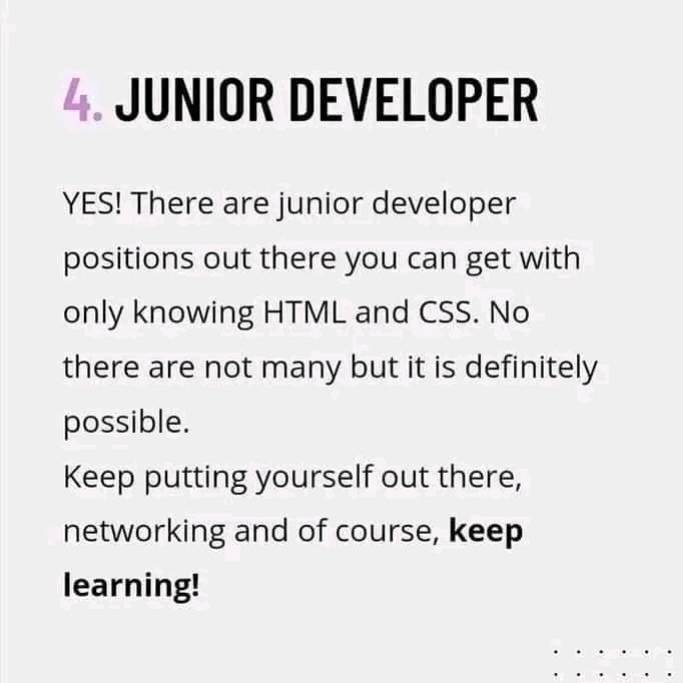 4. JUNIOR DEVELOPER
YES! There are junior developer
positions out there you can get with
only knowing HTML and CSS. No
there are not many but it is definitely
possible.
Keep putting yourself out there,
networking and of course, keep
learning!